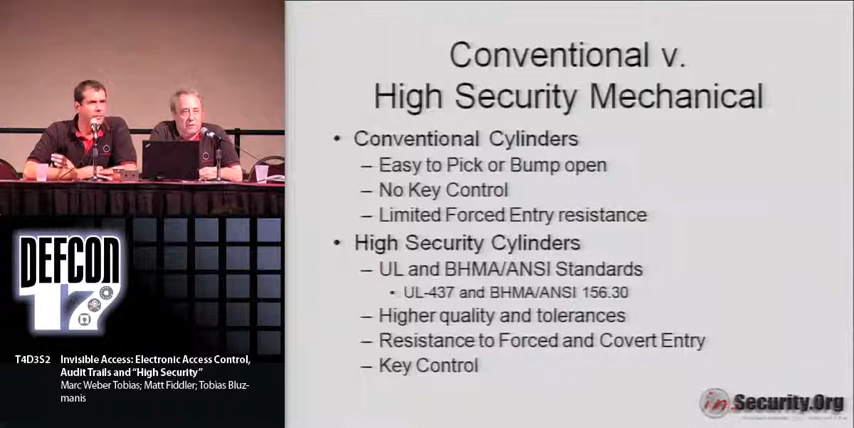 Conventional v.
High Security Mechanical
• Conventional Cylinders
– Easy to Pick or Bump open
– No Key Control
– Limited Forced Entry resistance
• High Security Cylinders
– UL and BHMA/ANSI Standards
• UL-437 and BHMA/ANSI 156.30
– Higher quality and tolerances
– Resistance to Forced and Covert Entry
– Key Control
DEFCON
17
T4D3S2 Invisible Access: Electronic Access Control,
Audit Trails and "High Security"
Marc Weber Tobias; Matt Fiddler; Tobias Bluz-
manis
in.Security.Org